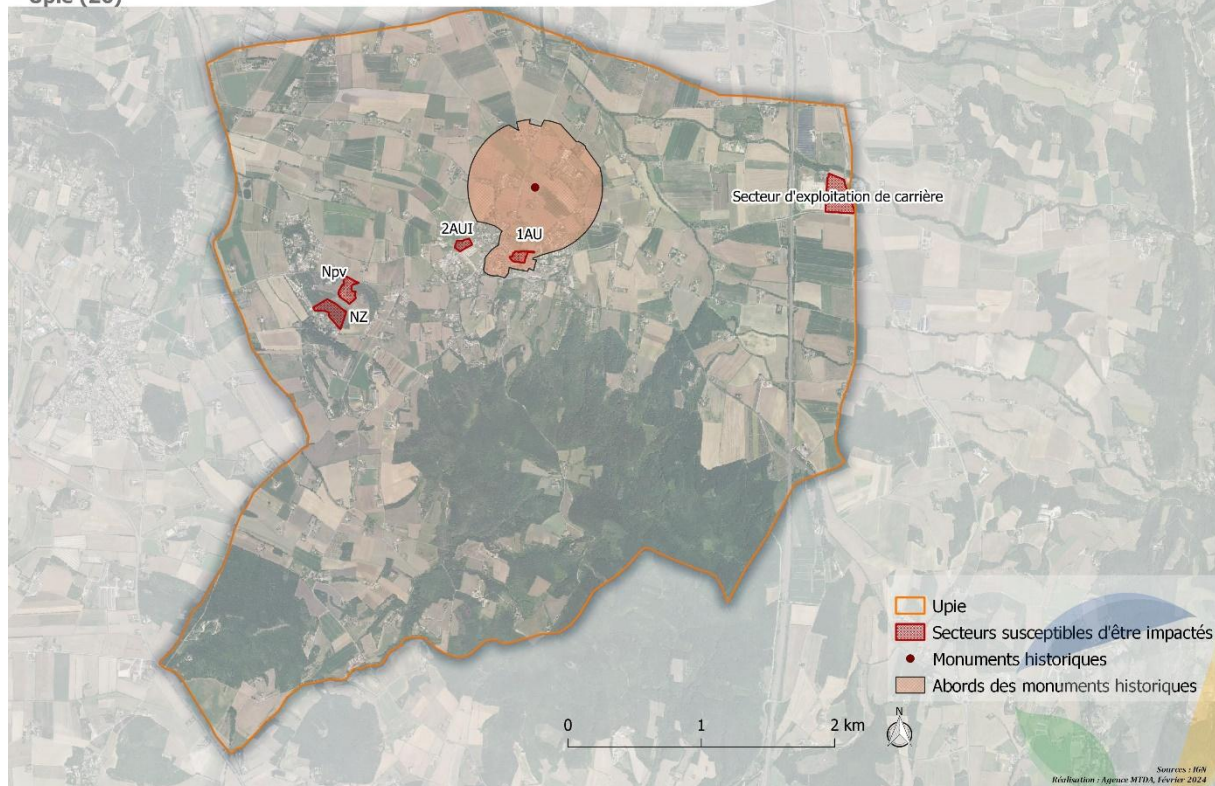 Upie (26)
Secteur d'exploitation de carrière
2AUI
1AU
Npv
NZ
Upie
Secteurs susceptibles d'être impactés
Monuments historiques
Abords des monuments historiques
0 1 2 km
N
Sources : IGN
Réalisation : Agence MTDA, Février 2024